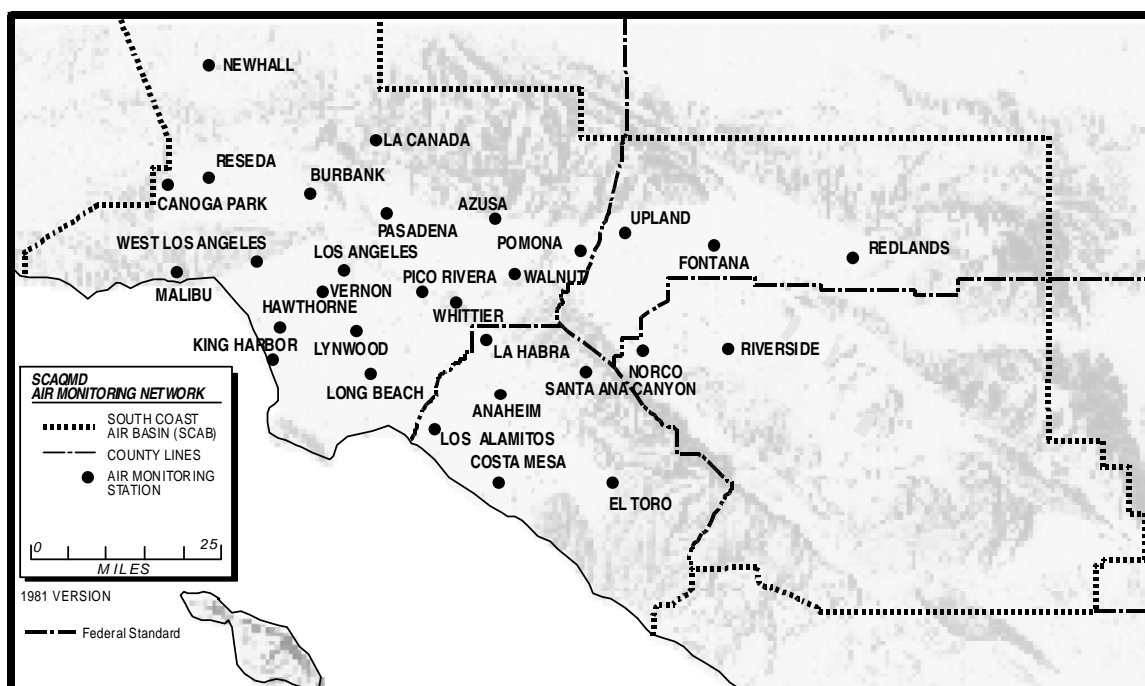 NEWHALL
LA CANADA
RESEDA
BURBANK
CANOGA PARK
AZUSA
PASADENA
UPLAND
WEST LOS ANGELES
LOS ANGELES
POMONA
REDLANDS
FONTANA
PICO RIVERA
WALNUT
MALIBU
VERNON
HAWTHORNE
WHITTIER
KING HARBOR
LYNWOOD
LA HABRA
RIVERSIDE
NORCO
SANTA ANA CANYON
LONG BEACH
ANAHEIM
LOS ALAMITOS
COSTA MESA
EL TORO
SCAQMD
AIR MONITORING NETWORK
SOUTH COAST
AIR BASIN (SCAB)
COUNTY LINES
AIR MONITORING
STATION
0 25
MILES
1981 VERSION
Federal Standard